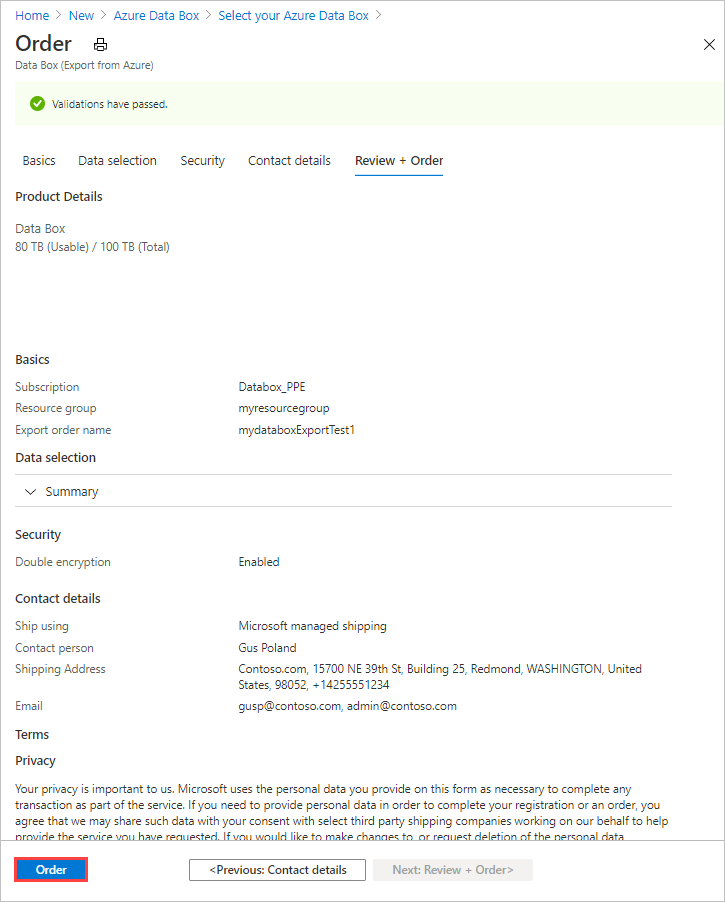 Home > New > Azure Data Box > Select your Azure Data Box >
Order
Data Box (Export from Azure)
Validations have passed.
Basics Data selection Security Contact details Review + Order
Product Details
Data Box
80 TB (Usable) / 100 TB (Total)
Basics
Subscription Databox_PPE
Resource group myresourcegroup
Export order name mydataboxExportTest1
Data selection
Summary
Security
Double encryption Enabled
Contact details
Ship using Microsoft managed shipping
Contact person Gus Poland
Shipping Address Contoso.com, 15700 NE 39th St, Building 25, Redmond, WASHINGTON, United
States, 98052, +14255551234
Email gusp@contoso.com, admin@contoso.com
Terms
Privacy
Your privacy is important to us. Microsoft uses the personal data you provide on this form as necessary to complete any
transaction as part of the service. If you need to provide personal data in order to complete your registration or an order, you
agree that we may share such data with your consent with select third party shipping companies working on our behalf to help
provide the service you have requested. If you would like to make changes to, or request deletion of the personal data
Order <Previous: Contact details Next: Review + Order>